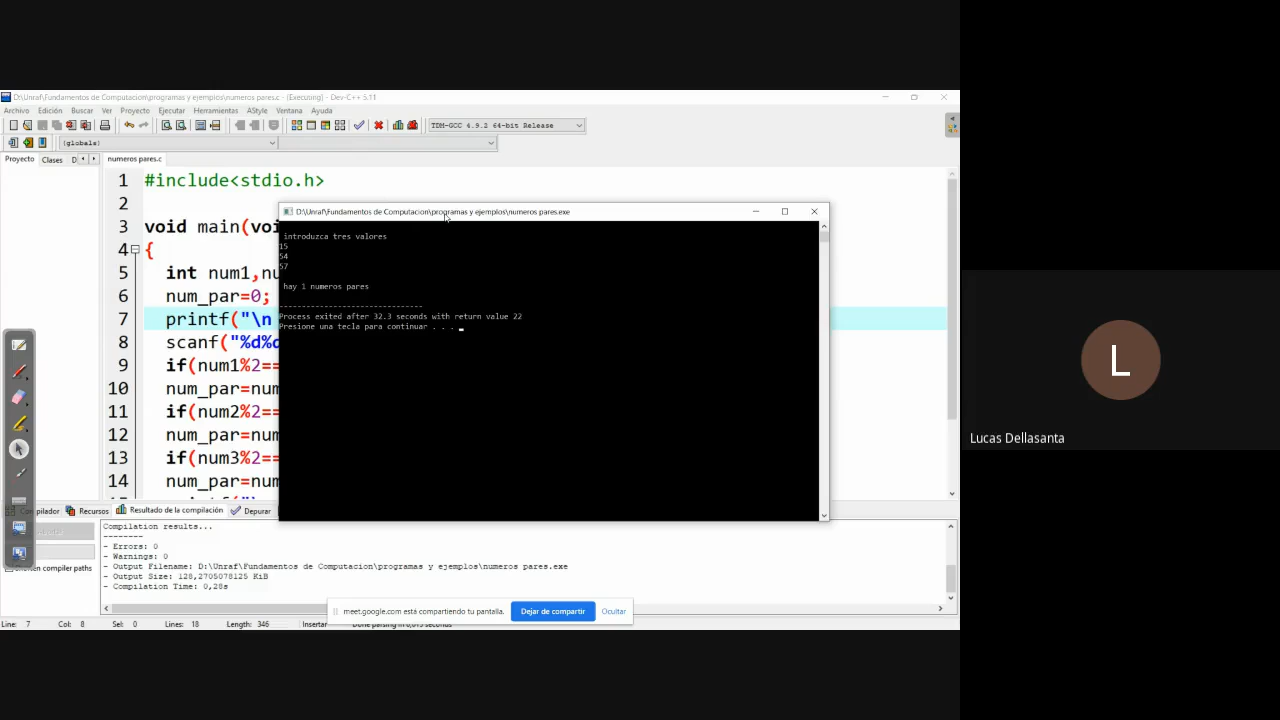 D:\Unraf\Fundamentos de Computacion\programas y ejemplos\numeros pares.c - [Executing] - Dev-C++ 5.11
Archivo Edición Buscar Ver Proyecto Ejecutar Herramientas AStyle Ventana Ayuda
TDM-GCC 4.9.2 64-bit Release
(globals)
Proyecto Clases D
numeros pares.c
1 #include<stdio.h>
2
3 void main(voi
4 {
5 int num1,nu
6 num_par=0;
7 printf("\n
8 scanf("%d%d
9 if(num1%2==
10 num_par=num
11 if(num2%2==
12 num_par=num
13 if(num3%2==
14 num_par=num
D:\Unraf\Fundamentos de Computacion\programas y ejemplos\numeros pares.exe
introduzca tres valores
15
54
57
hay 1 numeros pares
--------------------------------
Process exited after 32.3 seconds with return value 22
Presione una tecla para continuar . . .
Recursos Resultado de la compilación Depurar
Compilation results...
--------
- Errors: 0
- Warnings: 0
- Output Filename: D:\Unraf\Fundamentos de Computacion\programas y ejemplos\numeros pares.exe
- Output Size: 128,2705078125 KiB
- Compilation Time: 0,28s
compiler paths
meet.google.com está compartiendo tu pantalla. Dejar de compartir Ocultar
Line: 7 Col: 8 Sel: 0 Lines: 18 Length: 346 Insertar
L
Lucas Dellasanta